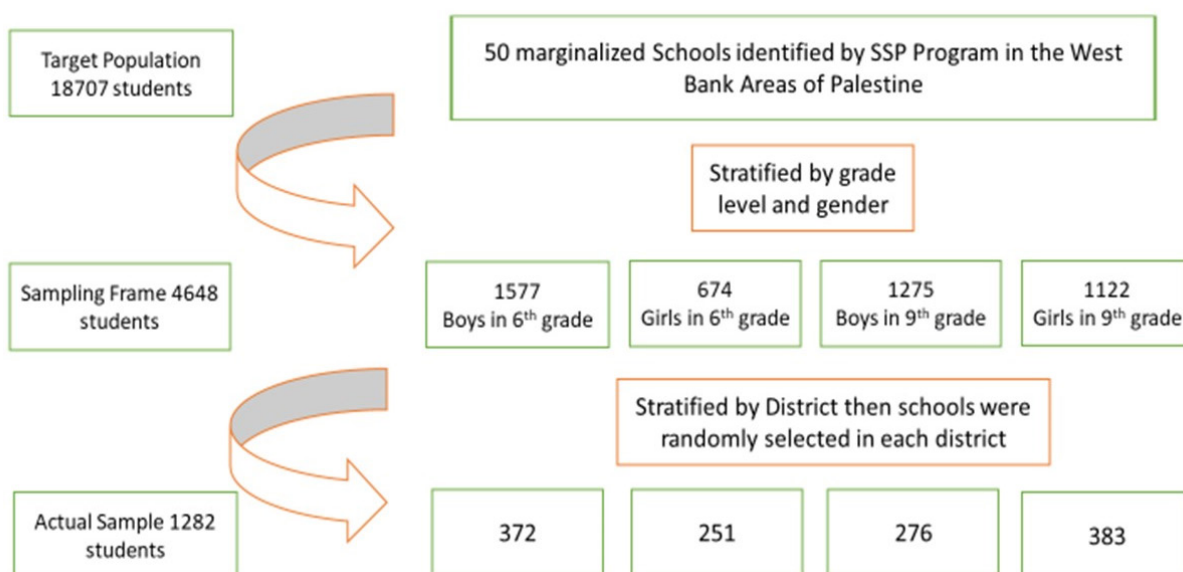 Target Population
18707 students
50 marginalized Schools identified by SSP Program in the West
Bank Areas of Palestine
Stratified by grade
level and gender
Sampling Frame 4648
students
1577
Boys in 6th grade
674
Girls in 6th grade
1275
Boys in 9th grade
1122
Girls in 9th grade
Stratified by District then schools were
randomly selected in each district
Actual Sample 1282
students
372
251
276
383